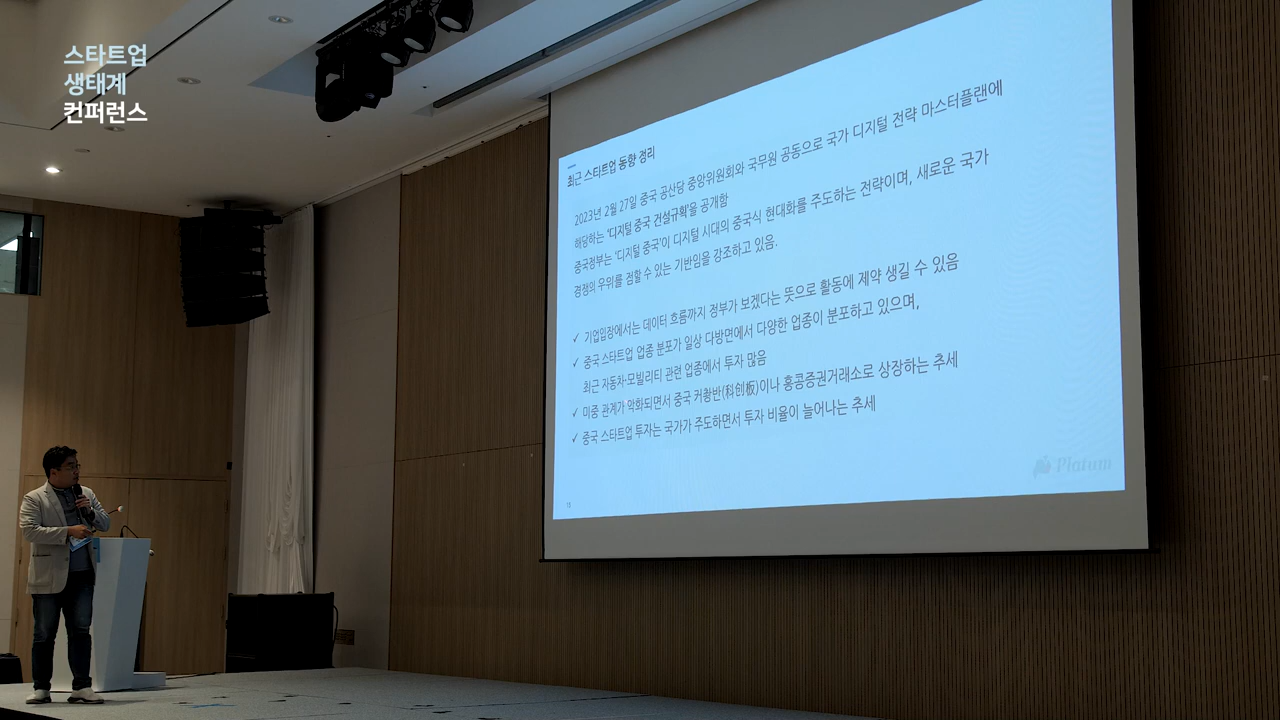 스타트업
생태계
컨퍼런스
최근 스타트업 동향 정리
2023년 2월 27일 중국 공산당 중앙위원회와 국무원 공동으로 국가 디지털 전략 마스터플랜에
해당하는 '디지털 중국 건설규획'을 공개함
중국정부는 '디지털 중국'이 디지털 시대의 중국식 현대화를 주도하는 전략이며, 새로운 국가
경쟁의 우위를 점할 수 있는 기반임을 강조하고 있음.
✓ 기업입장에서는 데이터 흐름까지 정부가 보겠다는 뜻으로 활동에 제약 생길 수 있음
✓ 중국 스타트업 업종 분포가 일상 다방면에서 다양한 업종이 분포하고 있으며,
최근 자동차·모빌리티 관련 업종에서 투자 많음
✓ 미중 관계가 악화되면서 중국 커촹반(科创板)이나 홍콩증권거래소로 상장하는 추세
✓ 중국 스타트업 투자는 국가가 주도하면서 투자 비율이 늘어나는 추세
Platum